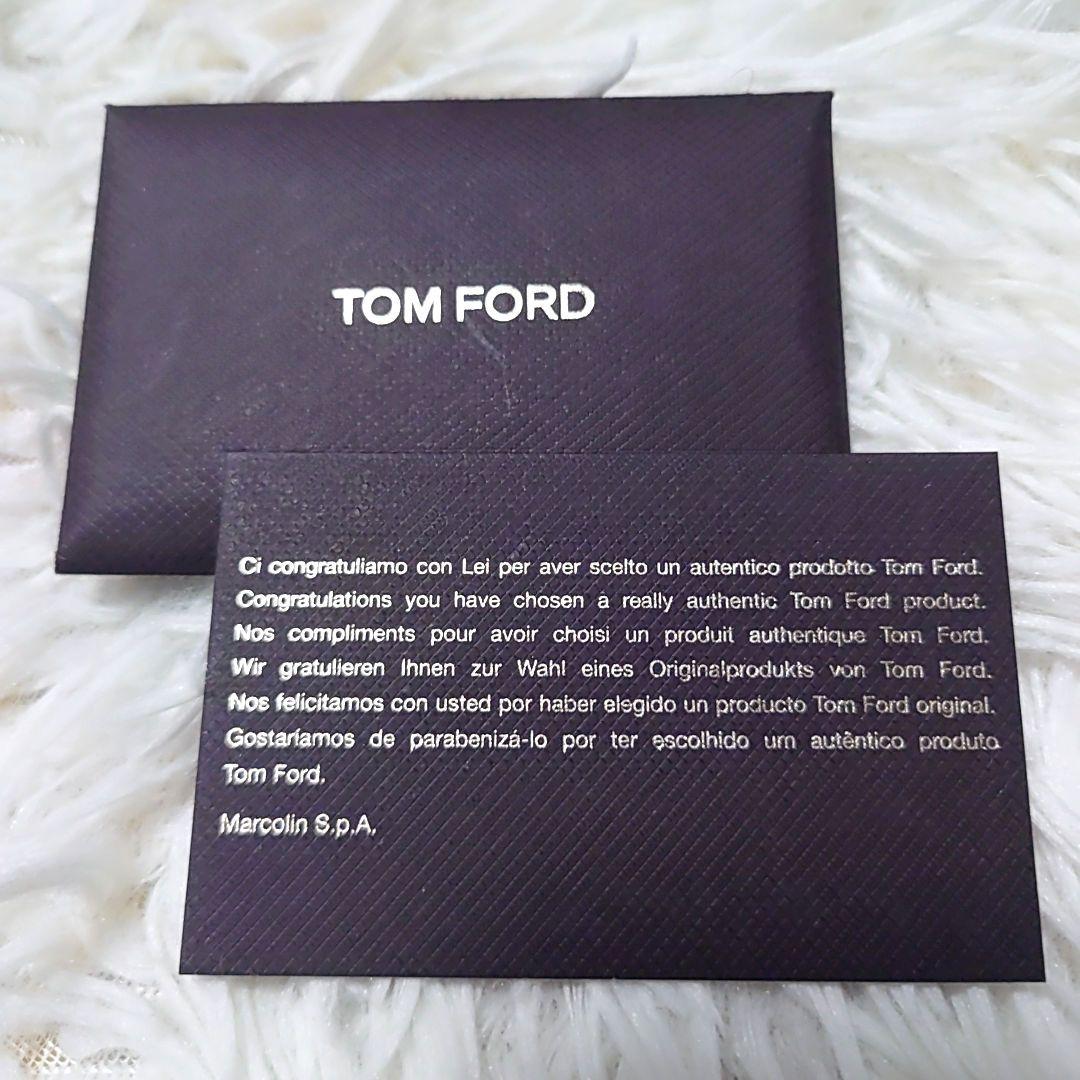 TOM FORD
Ci congratuliamo con Lei per aver scelto un autentico prodotto Tom Ford.
Congratulations you have chosen a really authentic Tom Ford product.
Nos compliments pour avoir choisi un produit authentique Tom Ford.
Wir gratulieren Ihnen zur Wahl eines Originalprodukts von Tom Ford.
Nos felicitamos con usted por haber elegido un producto Tom Ford original.
Gostaríamos de parabenizá-lo por ter escolhido um autêntico produto
Tom Ford.
Marcolin S.p.A.